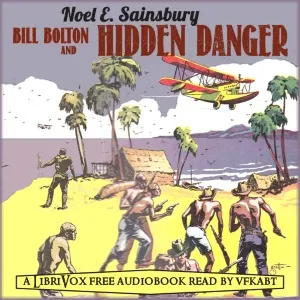 Noel E. Sainsbury
BILL BOLTON
AND HIDDEN DANGER
A LIBRIVOX FREE AUDIOBOOK READ BY VFKABT